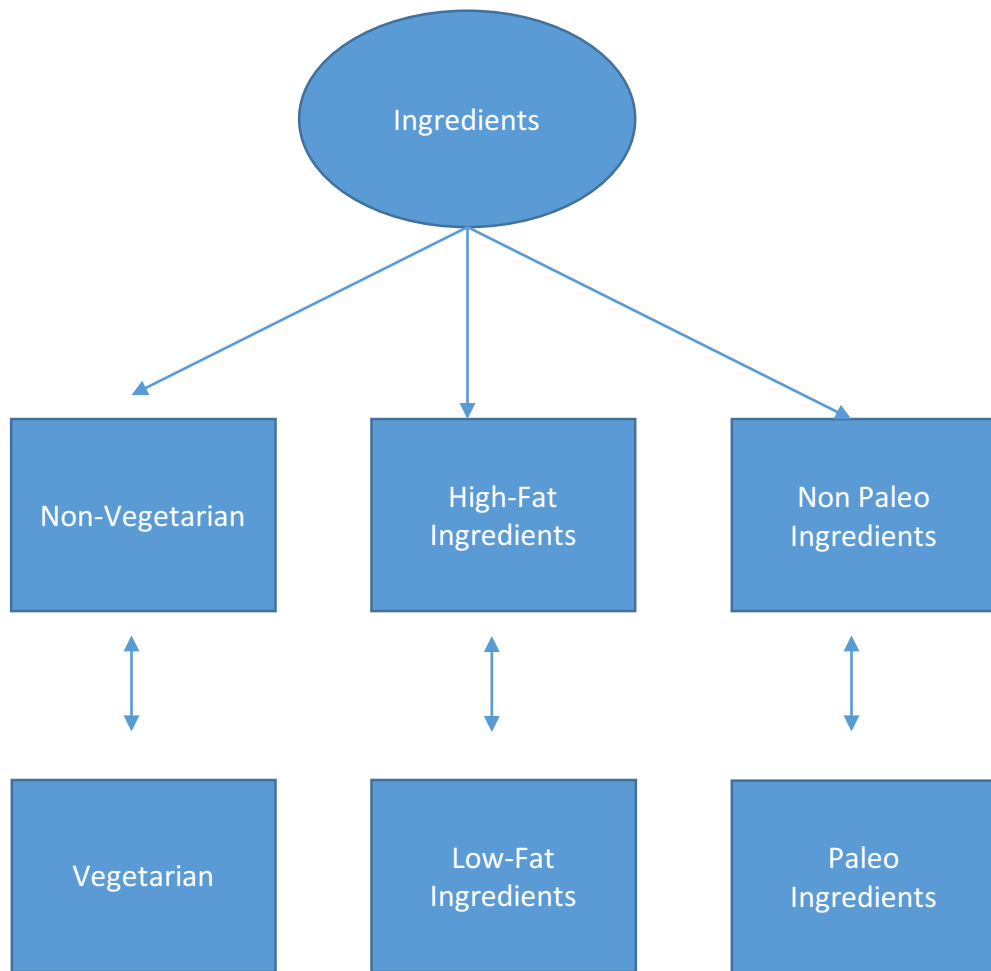 Ingredients
Non-Vegetarian
High-Fat
Ingredients
Non Paleo
Ingredients
Vegetarian
Low-Fat
Ingredients
Paleo
Ingredients